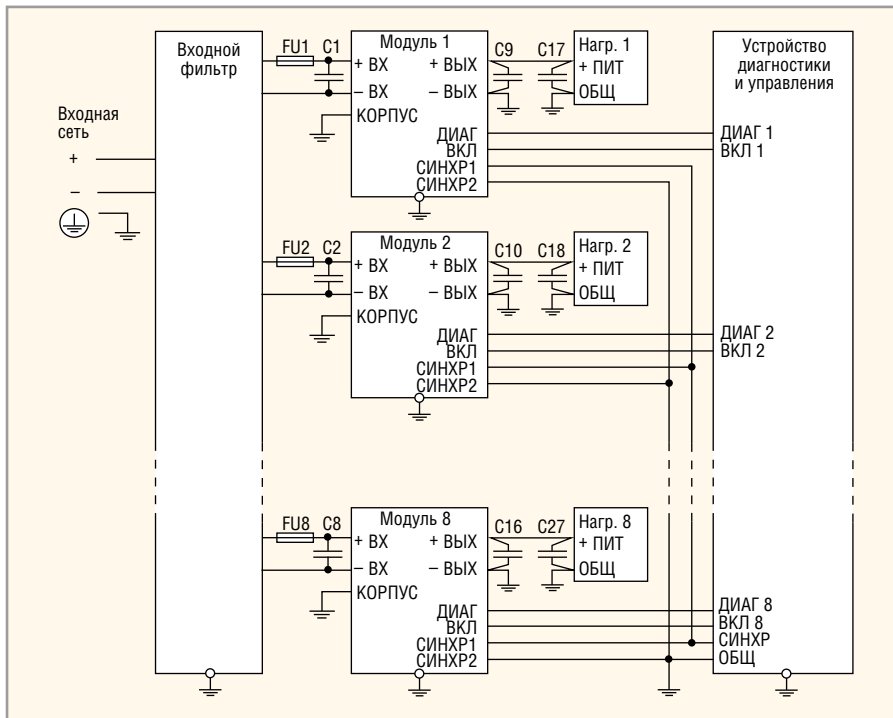 Входной
фильтр
Входная
сеть
+
–
FU1
C1
Модуль 1
+ ВХ
+ ВЫХ
– ВХ
– ВЫХ
КОРПУС
ДИАГ
ВКЛ
СИНХР1
СИНХР2
C9
C17
Нагр. 1
+ ПИТ
ОБЩ
Устройство
диагностики
и управления
ДИАГ 1
ВКЛ 1
FU2
C2
Модуль 2
+ ВХ
+ ВЫХ
– ВХ
– ВЫХ
КОРПУС
ДИАГ
ВКЛ
СИНХР1
СИНХР2
C10
C18
Нагр. 2
+ ПИТ
ОБЩ
ДИАГ 2
ВКЛ 2
FU8
C8
Модуль 8
+ ВХ
+ ВЫХ
– ВХ
– ВЫХ
КОРПУС
ДИАГ
ВКЛ
СИНХР1
СИНХР2
C16
C27
Нагр. 8
+ ПИТ
ОБЩ
ДИАГ 8
ВКЛ 8
СИНХР
ОБЩ